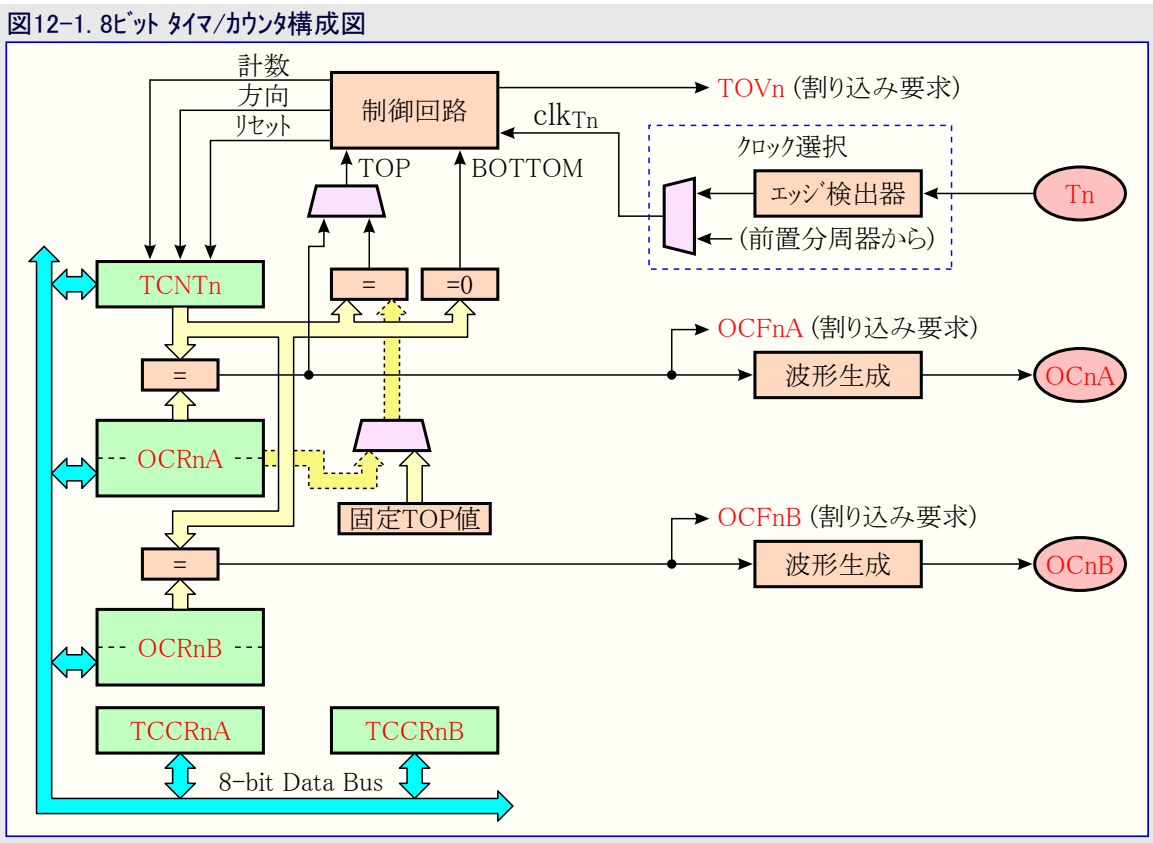 図12-1. 8ビット タイマ/カウンタ構成図
計数
方向
リセット
制御回路
TOVn (割り込み要求)
clkTn
クロック選択
TOP
BOTTOM
エッジ検出器
Tn
(前置分周器から)
TCNTn
=
=0
OCFnA (割り込み要求)
=
波形生成
OCnA
OCRnA
固定TOP値
OCFnB (割り込み要求)
=
波形生成
OCnB
OCRnB
TCCRnA
TCCRnB
8-bit Data Bus